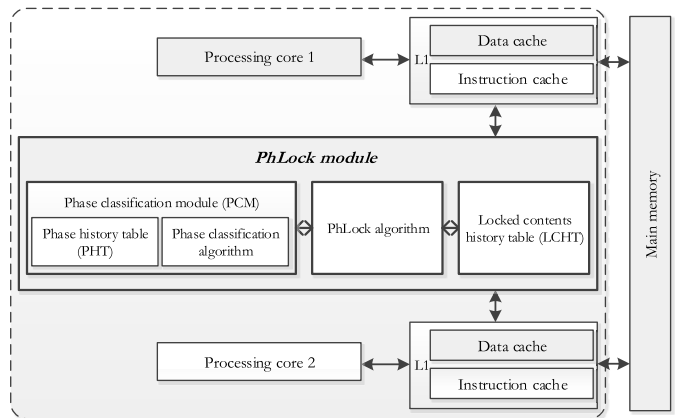 Processing core 1
L1
Data cache
Instruction cache
Main memory
PhLock module
Phase classification module (PCM)
Phase history table
(PHT)
Phase classification
algorithm
PhLock algorithm
Locked contents
history table (LCHT)
Processing core 2
L1
Data cache
Instruction cache